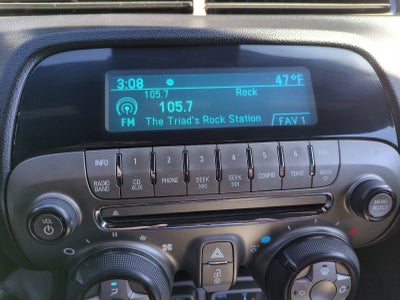 3:08 47°F
105.7 Rock
105.7
FM The Triad's Rock Station FAV 1
INFO 1 2 3 4 5 6 BACK
RADIO BAND CD AUX PHONE SEEK SEEK CONFIG TONE
VOL
MENU SELECT